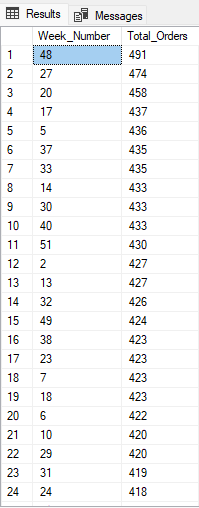 Results Messages
Week_Number Total_Orders
1 48 491
2 27 474
3 20 458
4 17 437
5 5 436
6 37 435
7 33 435
8 14 433
9 30 433
10 40 433
11 51 430
12 2 427
13 13 427
14 32 426
15 49 424
16 38 423
17 23 423
18 7 423
19 18 423
20 6 422
21 10 420
22 29 420
23 31 419
24 24 418